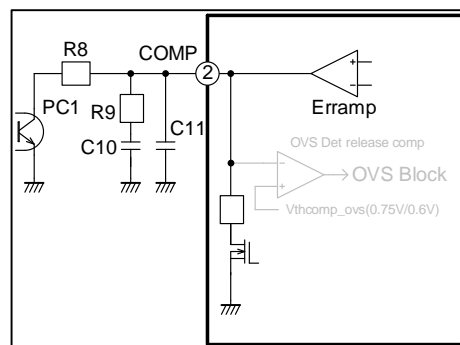 R8
COMP
2
PC1
R9
C10
C11
+
−
Erramp
OVS Det release comp
−
+
OVS Block
Vthcomp_ovs(0.75V/0.6V)